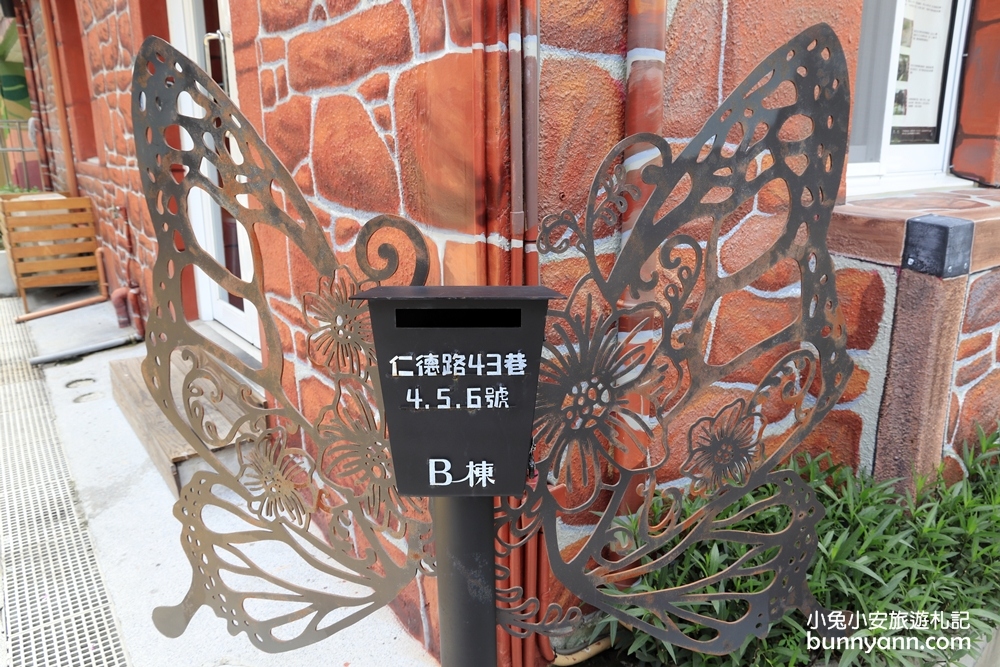 仁德路43巷
4.5.6號
B棟
小兔小安旅遊札記
bunnyann.com